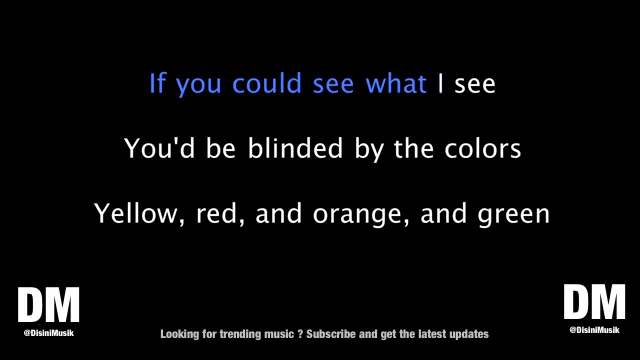 If you could see what I see
You'd be blinded by the colors
Yellow, red, and orange, and green
DM
@DisiniMusik
Looking for trending music ? Subscribe and get the latest updates
DM
@DisiniMusik